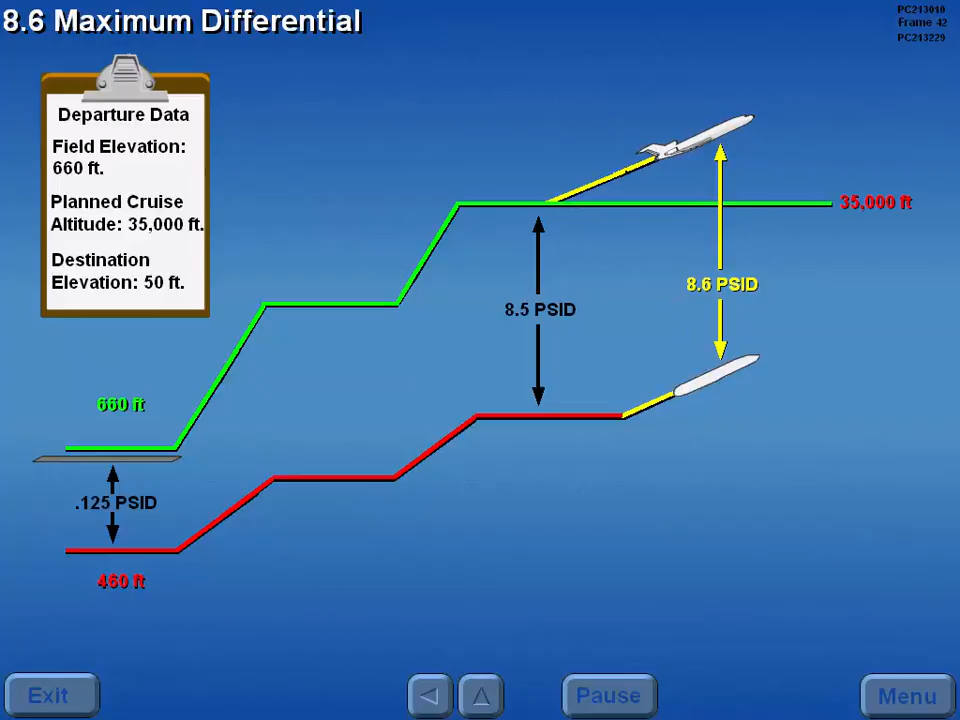 8.6 Maximum Differential
PC213010
Frame 42
PC213229
Departure Data
Field Elevation:
660 ft.
Planned Cruise
Altitude: 35,000 ft.
Destination
Elevation: 50 ft.
35,000 ft
8.6 PSID
8.5 PSID
660 ft
.125 PSID
460 ft
Exit
Pause
Menu